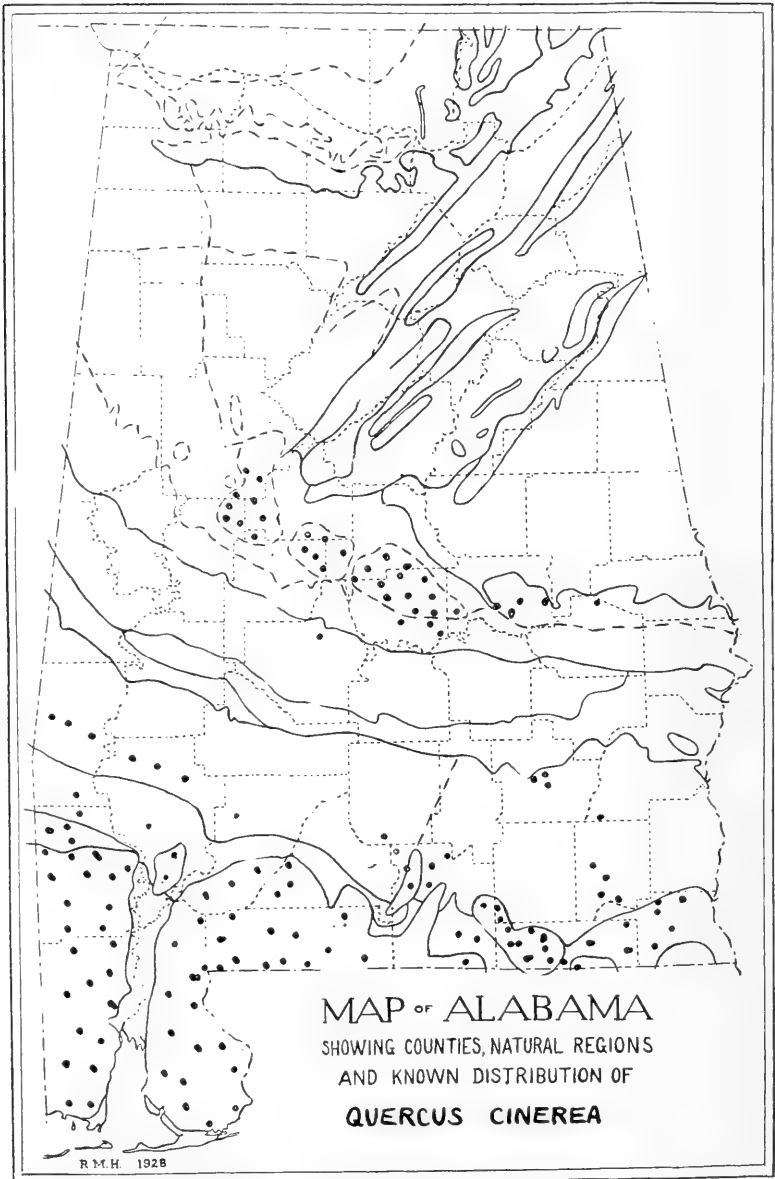 MAP OF ALABAMA
SHOWING COUNTIES, NATURAL REGIONS
AND KNOWN DISTRIBUTION OF
QUERCUS CINEREA
R.M.H. 1928